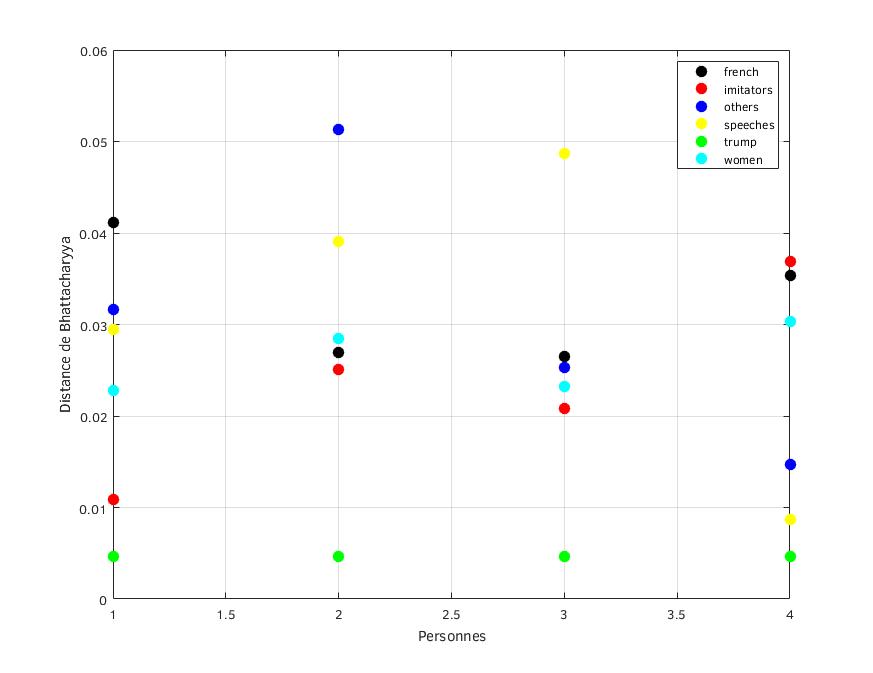 0.06
0.05
0.04
0.03
0.02
0.01
0
Distance de Bhattacharyya
1
1.5
2
2.5
3
3.5
4
Personnes
french
imitators
others
speeches
trump
women